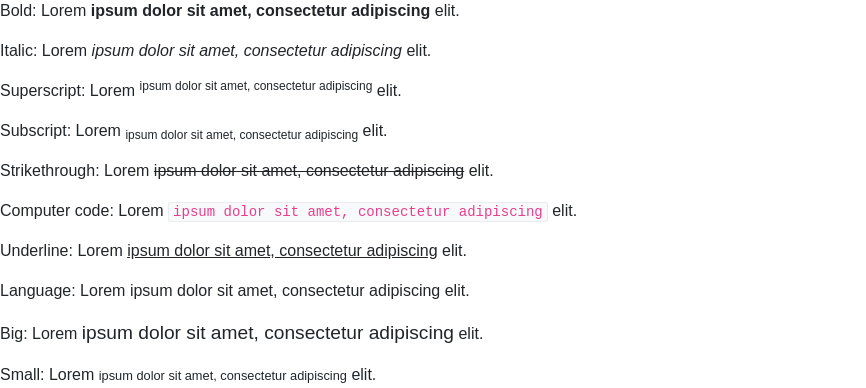 Bold: Lorem ipsum dolor sit amet, consectetur adipiscing elit.
Italic: Lorem ipsum dolor sit amet, consectetur adipiscing elit.
Superscript: Lorem ipsum dolor sit amet, consectetur adipiscing elit.
Subscript: Lorem ipsum dolor sit amet, consectetur adipiscing elit.
Strikethrough: Lorem ipsum dolor sit amet, consectetur adipiscing elit.
Computer code: Lorem ipsum dolor sit amet, consectetur adipiscing elit.
Underline: Lorem ipsum dolor sit amet, consectetur adipiscing elit.
Language: Lorem ipsum dolor sit amet, consectetur adipiscing elit.
Big: Lorem ipsum dolor sit amet, consectetur adipiscing elit.
Small: Lorem ipsum dolor sit amet, consectetur adipiscing elit.